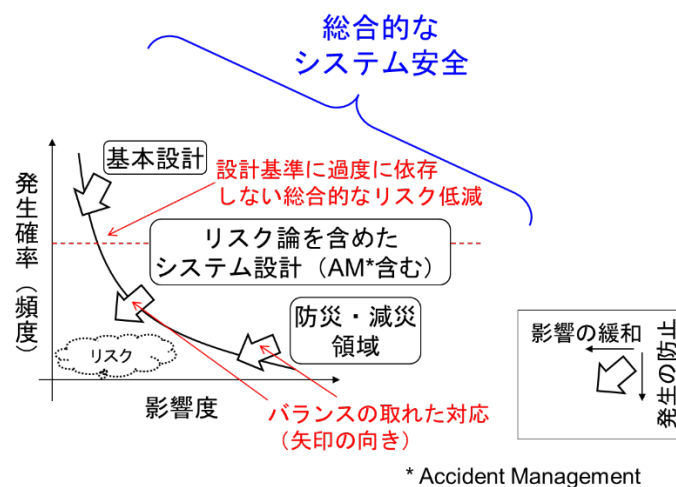 総合的な
システム安全
基本設計
設計基準に過度に依存
しない総合的なリスク低減
発生確率（頻度）
リスク論を含めた
システム設計（AM*含む）
防災・減災
領域
リスク
影響度
バランスの取れた対応
（矢印の向き）
影響の緩和
発生の防止
* Accident Management